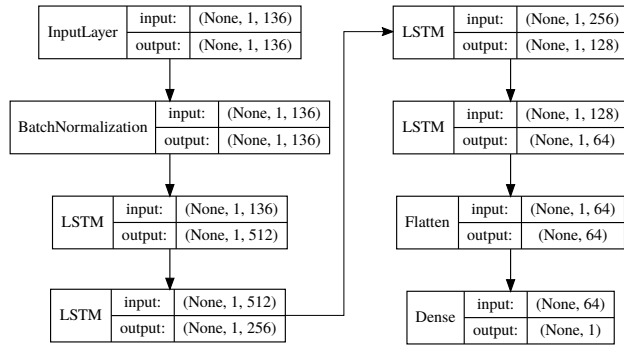 InputLayer
input: (None, 1, 136)
output: (None, 1, 136)
BatchNormalization
input: (None, 1, 136)
output: (None, 1, 136)
LSTM
input: (None, 1, 136)
output: (None, 1, 512)
LSTM
input: (None, 1, 512)
output: (None, 1, 256)
LSTM
input: (None, 1, 256)
output: (None, 1, 128)
LSTM
input: (None, 1, 128)
output: (None, 1, 64)
Flatten
input: (None, 1, 64)
output: (None, 64)
Dense
input: (None, 64)
output: (None, 1)